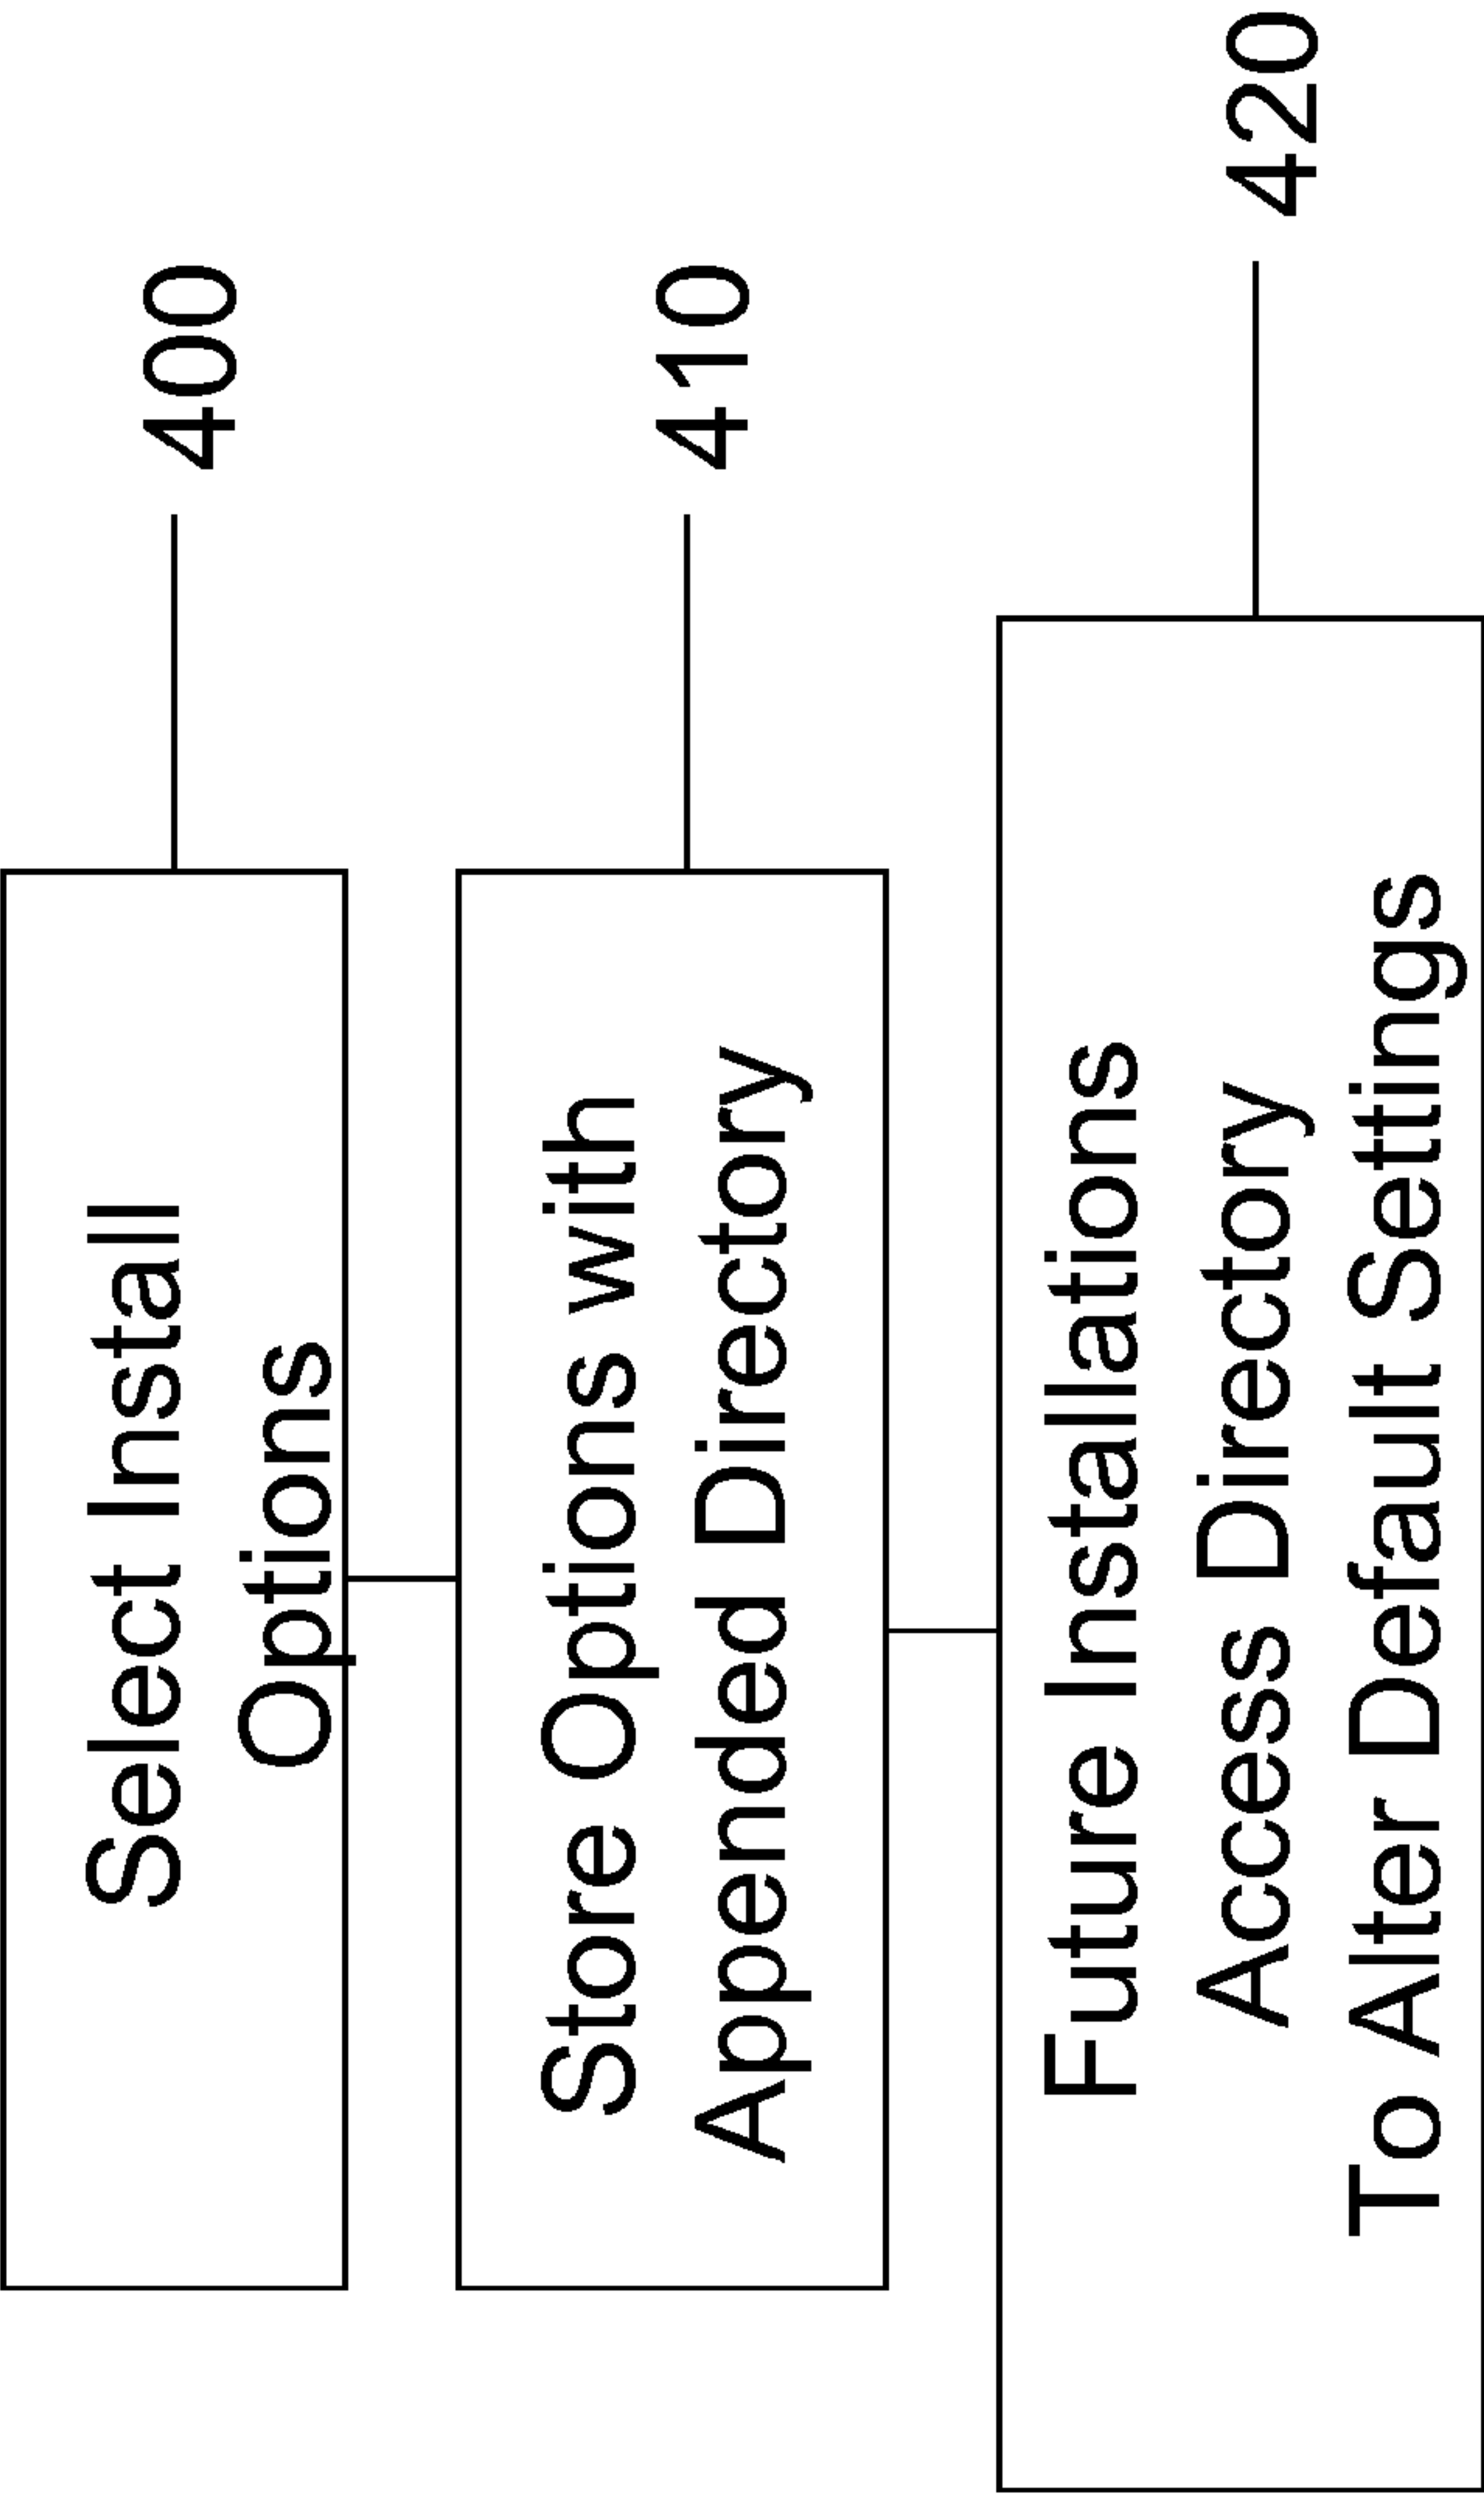 Select Install
Options
400
Store Options with
Appended Directory
410
Future Installations
Access Directory
To Alter Default Settings
420